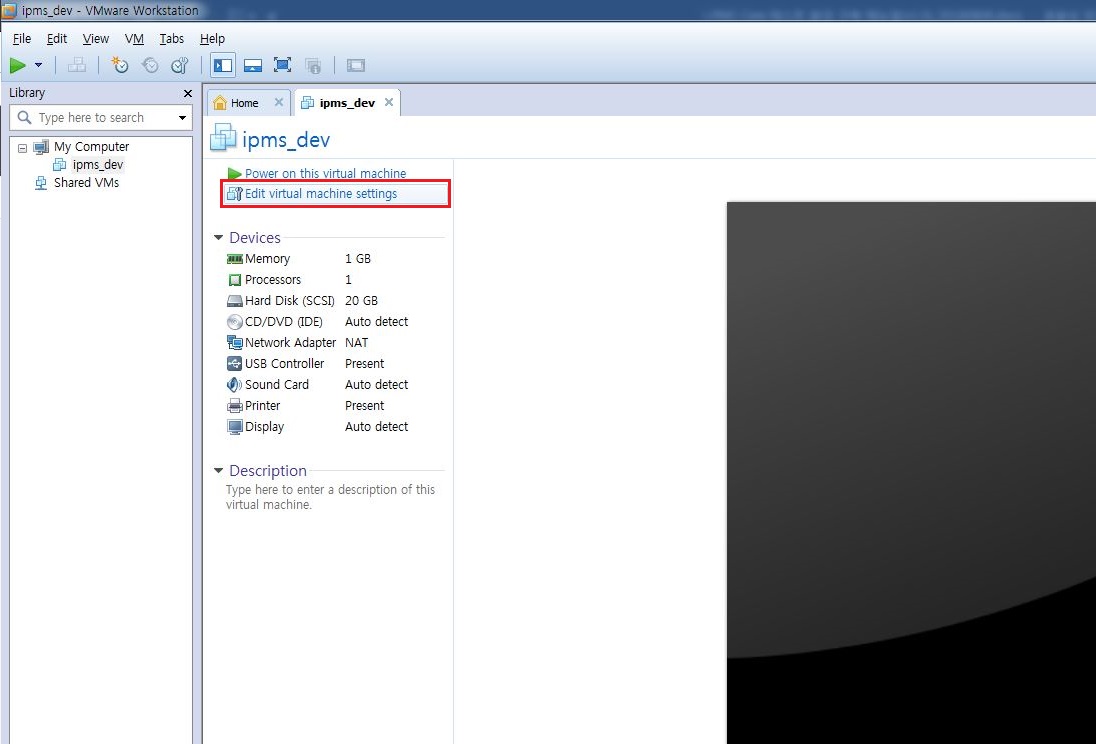 ipms_dev - VMware Workstation
File Edit View VM Tabs Help
Library
Type here to search
My Computer
ipms_dev
Shared VMs
Home
ipms_dev
ipms_dev
Power on this virtual machine
Edit virtual machine settings
Devices
Memory 1 GB
Processors 1
Hard Disk (SCSI) 20 GB
CD/DVD (IDE) Auto detect
Network Adapter NAT
USB Controller Present
Sound Card Auto detect
Printer Present
Display Auto detect
Description
Type here to enter a description of this
virtual machine.